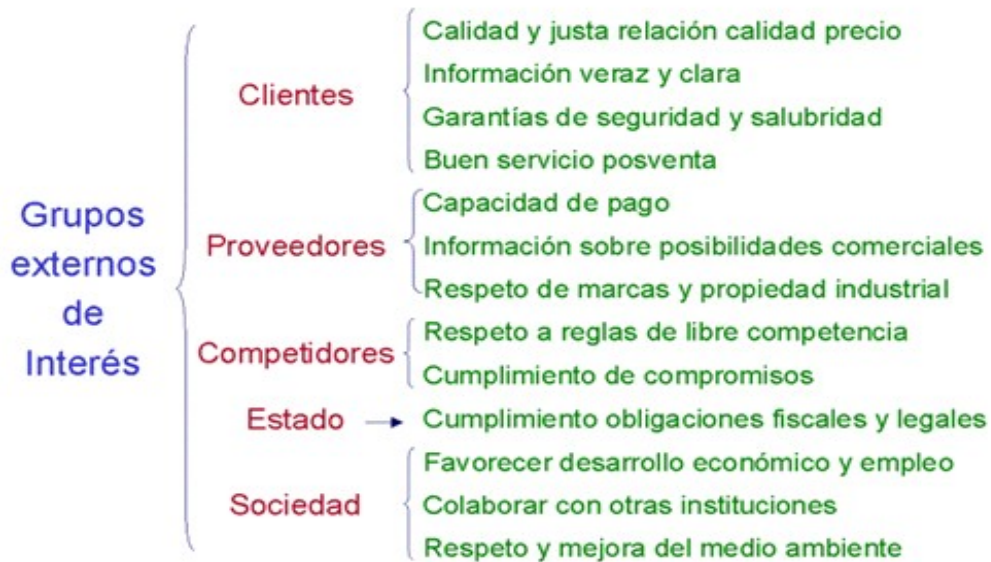 Grupos
externos
de
Interés
Clientes
Calidad y justa relación calidad precio
Información veraz y clara
Garantías de seguridad y salubridad
Buen servicio posventa
Proveedores
Capacidad de pago
Información sobre posibilidades comerciales
Respeto de marcas y propiedad industrial
Competidores
Respeto a reglas de libre competencia
Cumplimiento de compromisos
Estado
Cumplimiento obligaciones fiscales y legales
Sociedad
Favorecer desarrollo económico y empleo
Colaborar con otras instituciones
Respeto y mejora del medio ambiente